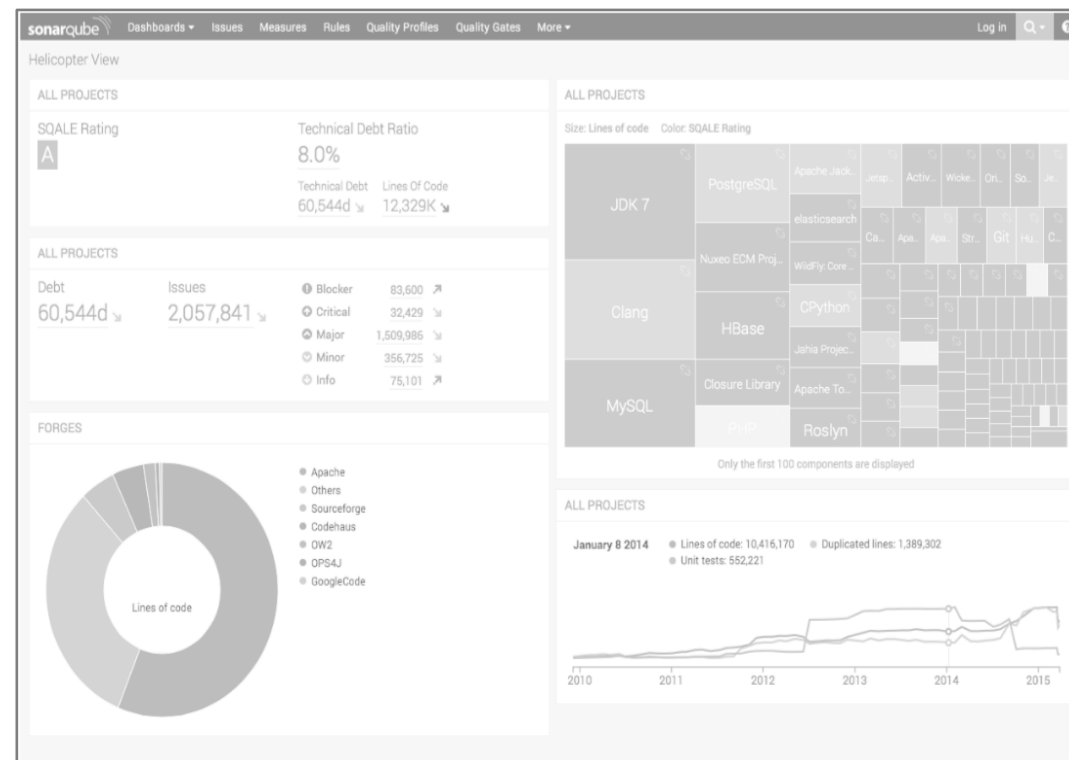 sonarqube Dashboards Issues Measures Rules Quality Profiles Quality Gates More Log in
Helicopter View
ALL PROJECTS
SQALE Rating
A
Technical Debt Ratio
8.0%
Technical Debt Lines Of Code
60,544d 12,329K
ALL PROJECTS
Debt
60,544d
Issues
2,057,841
Blocker 83,600
Critical 32,429
Major 1,509,986
Minor 356,725
Info 75,101
FORGES
Lines of code
Apache
Others
Sourceforge
Codehaus
OW2
OPS4J
GoogleCode
ALL PROJECTS
Size: Lines of code Color: SQALE Rating
JDK 7
Clang
MySQL
PostgreSQL
Nuxeo ECM Proj...
HBase
Closure Library
PHP
Apache Jack...
elasticsearch
WildFly: Core ...
CPython
Jahia Projec...
Apache To...
Roslyn
Jetsp...
Activ...
Wicke...
Ori...
So...
Je...
Ca...
Apa...
Apa...
Str...
Git
Hu...
C...
Only the first 100 components are displayed
ALL PROJECTS
January 8 2014 Lines of code: 10,416,170 Duplicated lines: 1,389,302
Unit tests: 552,221
2010 2011 2012 2013 2014 2015